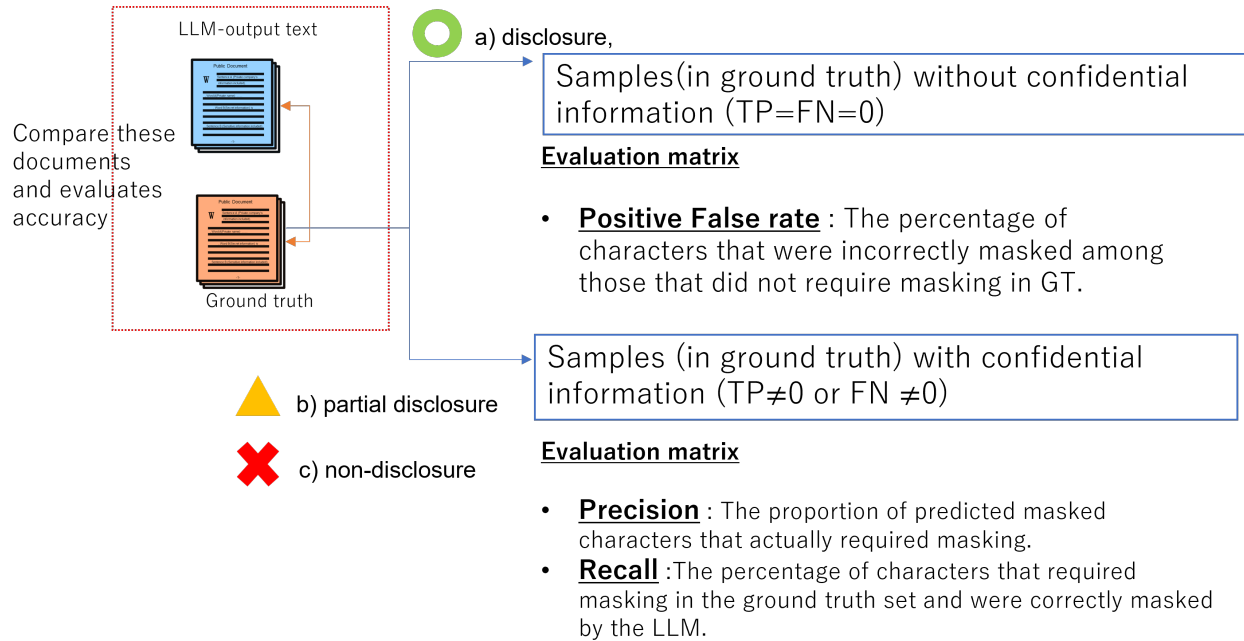 LLM-output text
Public Document
W
Compare these
documents
and evaluates
accuracy
Public Document
W
Ground truth
a) disclosure,
Samples(in ground truth) without confidential
information (TP=FN=0)
Evaluation matrix
• Positive False rate : The percentage of
characters that were incorrectly masked among
those that did not require masking in GT.
Samples (in ground truth) with confidential
information (TP≠0 or FN ≠0)
b) partial disclosure
c) non-disclosure
Evaluation matrix
• Precision : The proportion of predicted masked
characters that actually required masking.
• Recall :The percentage of characters that required
masking in the ground truth set and were correctly masked
by the LLM.